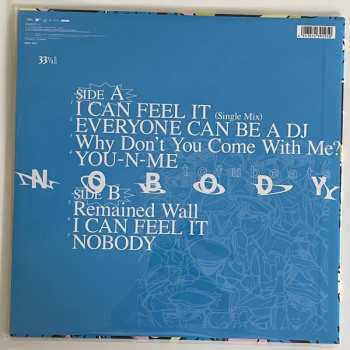 33⅓
SIDE A
I CAN FEEL IT (Single Mix)
EVERYONE CAN BE A DJ
Why Don't You Come With Me?
YOU-N-ME
tofubeats
NOBODY
SIDE B
Remained Wall
I CAN FEEL IT
NOBODY